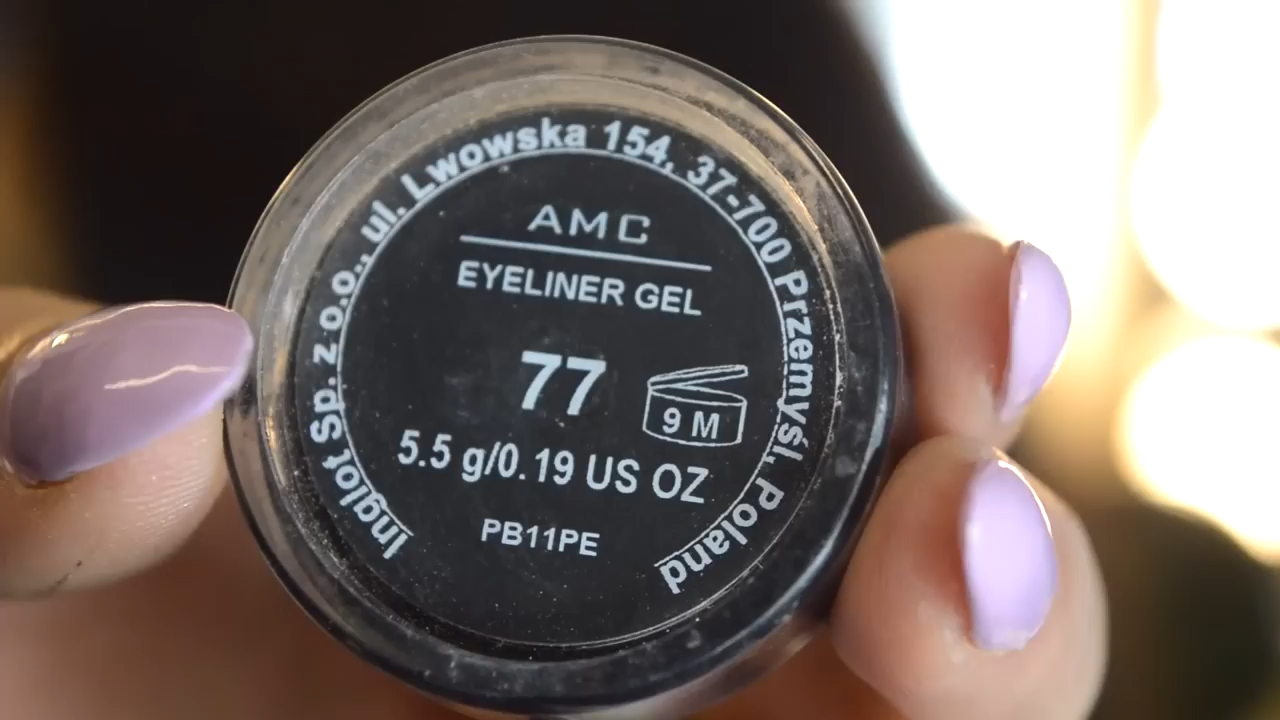 Inglot Sp. z o.o., ul. Lwowska 154, 37-700 Przemyśl, Poland
AMC
EYELINER GEL
77
9 M
5.5 g/0.19 US OZ
PB11PE